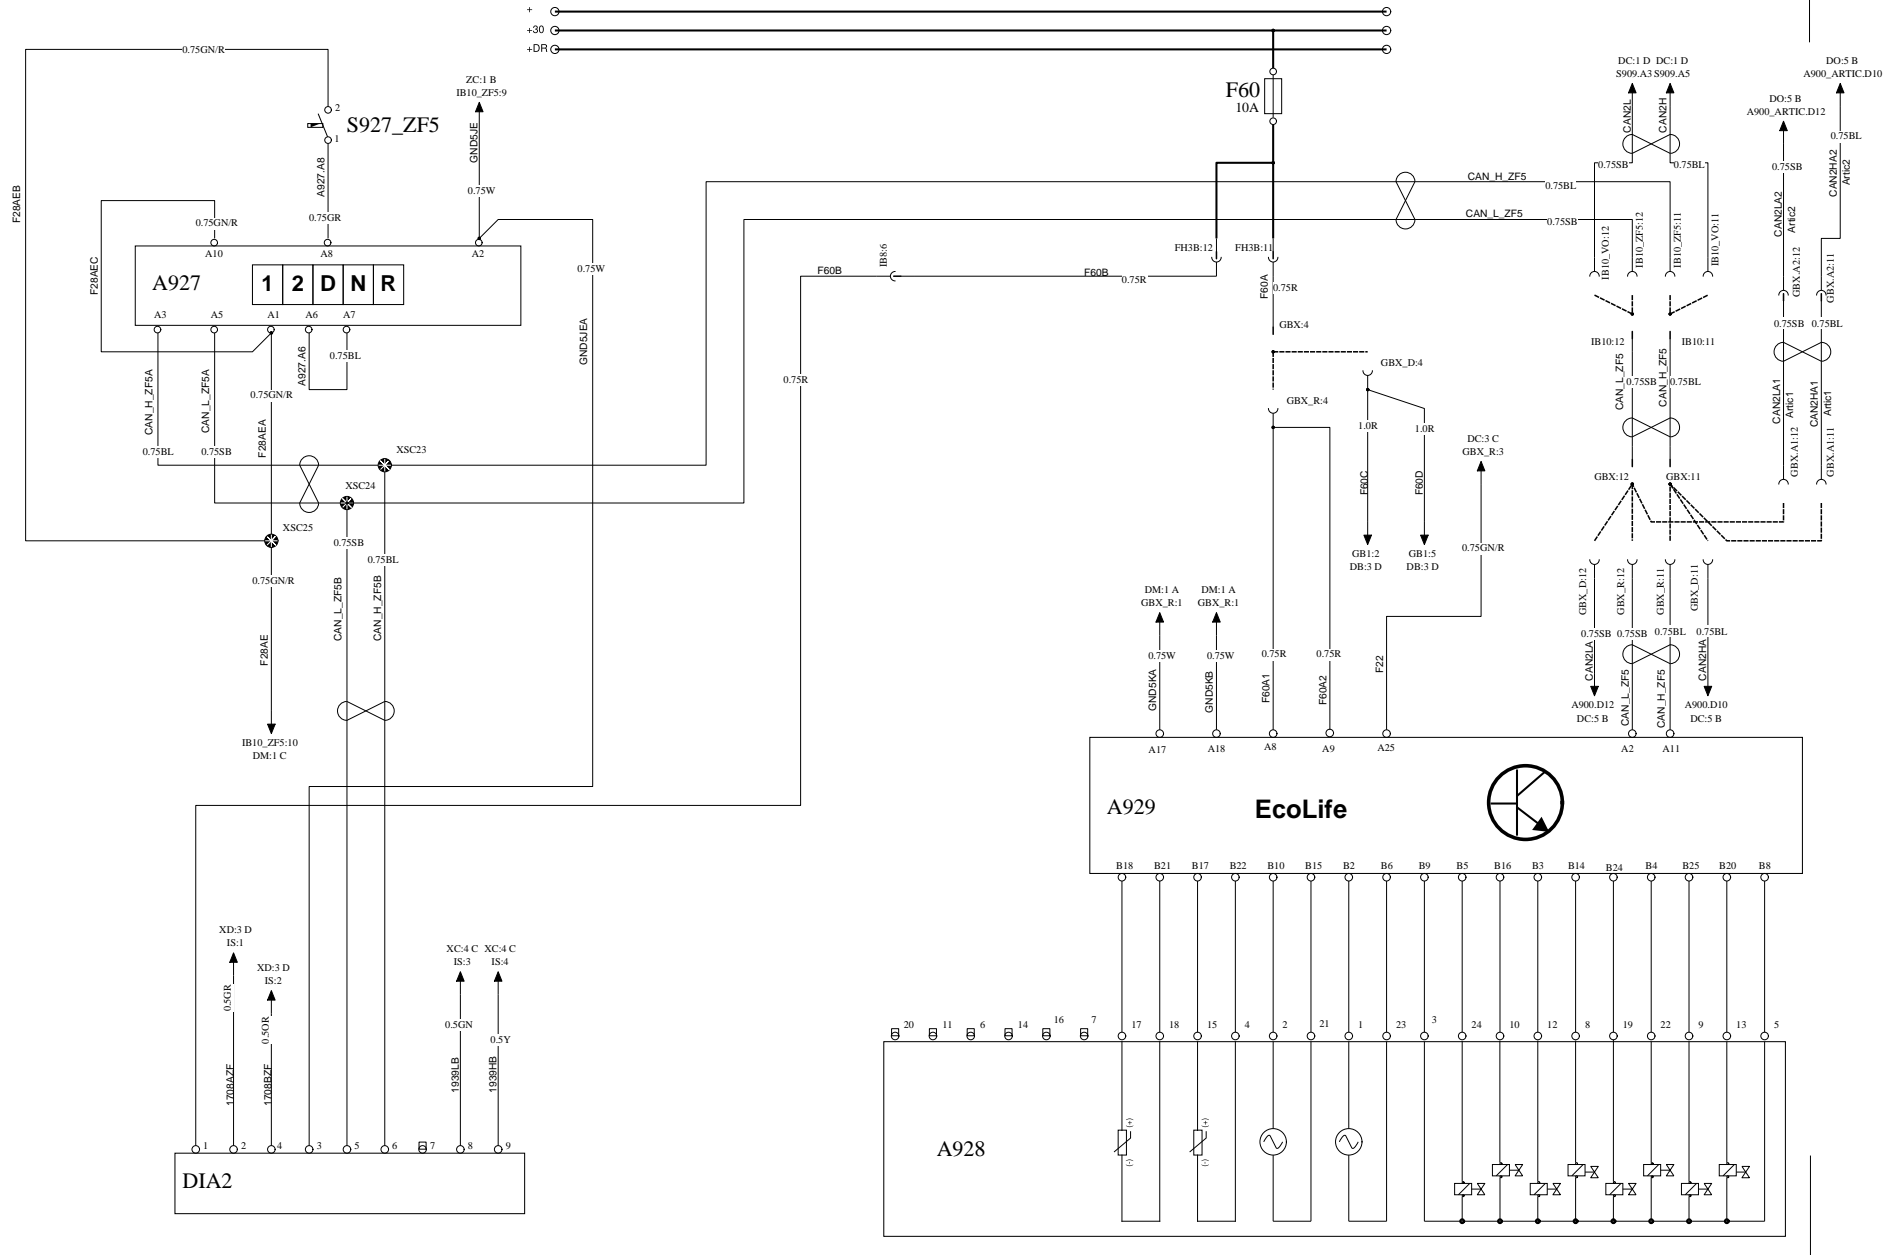 +
+30
+DR
0.75GN/R
ZC:1 B
IB10_ZF5:9
F60
10A
DC:1 D DC:1 D
S909.A3 S909.A5
DO:5 B
A900_ARTIC.D10
DO:5 B
A900_ARTIC.D12
2
S927_ZF5
1
GND5JE
CAN2L
CAN2H
0.75BL
F28AEB
A927.A8
0.75W
0.75SB
0.75BL
0.75SB
CAN2HA2
Artic2
CAN_H_ZF5
0.75BL
0.75GN/R
0.75GR
CAN_L_ZF5
0.75SB
CAN2LA2
Artic2
A10
A8
A2
F28AEC
0.75W
IB8:6
FH3B:12
FH3B:11
IB10_VO:12
IB10_ZF5:12
IB10_ZF5:11
IB10_VO:11
GBX.A2:12
GBX.A2:11
A927
1 2 D N R
F60B
F60B
0.75R
F60A
0.75R
A3
A5
A1
A6
A7
GBX:4
0.75SB
0.75BL
GND5JEA
A927.A6
0.75BL
IB10:12
IB10:11
GBX_D:4
0.75R
0.75GN/R
CAN_L_ZF5
0.75SB
CAN_H_ZF5
0.75BL
CAN_H_ZF5A
CAN_L_ZF5A
F28AEA
GBX_R:4
CAN2LA1
Artic1
CAN2HA1
Artic1
1.0R
1.0R
0.75BL
0.75SB
XSC23
DC:3 C
GBX_R:3
GBX.A1:12
GBX.A1:11
XSC24
F60C
F60D
GBX:12
GBX:11
XSC25
0.75SB
0.75BL
0.75GN/R
GB1:2
DB:3 D
GB1:5
DB:3 D
0.75GN/R
GBX_D:12
GBX_R:12
GBX_R:11
GBX_D:11
DM:1 A
GBX_R:1
DM:1 A
GBX_R:1
CAN_L_ZF5B
CAN_H_ZF5B
0.75SB
0.75SB
0.75BL
0.75BL
F28AE
0.75W
0.75W
0.75R
0.75R
F22
CAN2LA
CAN2HA
GND5KA
GND5KB
F60A1
F60A2
CAN_L_ZF5
CAN_H_ZF5
A900.D12
DC:5 B
A900.D10
DC:5 B
IB10_ZF5:10
DM:1 C
A17
A18
A8
A9
A25
A2
A11
A929
EcoLife
B18 B21 B17 B22 B10 B15 B2 B6 B9 B5 B16 B3 B14 B24 B4 B25 B20 B8
XD:3 D
IS:1
XD:3 D
IS:2
XC:4 C
IS:3
XC:4 C
IS:4
0.5GR
0.5OR
0.5GN
0.5Y
1708AZF
1708BZF
1939LB
1939HB
20 11 6 14 16 7 17 18 15 4 2 21 1 23 3 24 10 12 8 19 22 9 13 5
(+)
(-)
(+)
(-)
1 2 4 3 5 6 7 8 9
A928
DIA2